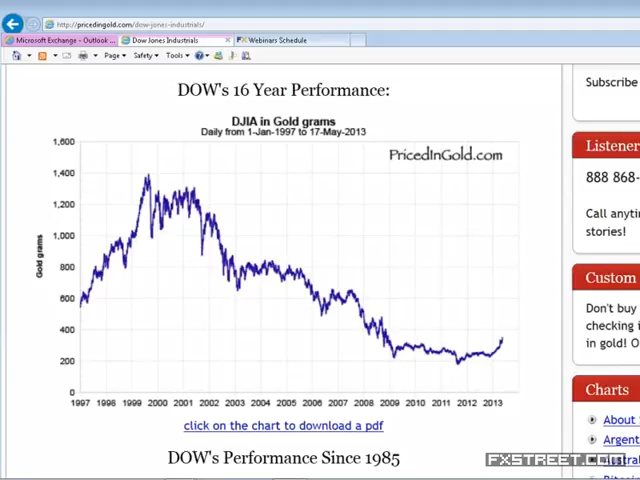 http://pricedingold.com/dow-jones-industrials/
Microsoft Exchange - Outlook ...
Dow Jones Industrials
Webinars Schedule
Page
Safety
Tools
DOW's 16 Year Performance:
DJIA in Gold grams
Daily from 1-Jan-1997 to 17-May-2013
PricedInGold.com
Gold grams
1,600
1,400
1,200
1,000
800
600
400
200
0
1997 1998 1999 2000 2001 2002 2003 2004 2005 2006 2007 2008 2009 2010 2011 2012 2013
click on the chart to download a pdf
DOW's Performance Since 1985
Subscribe
Listener
888 868-
Call anyti
stories!
Custom
Don't buy
checking i
in gold! O
Charts
About
Argent
Austral
FXSTREET.COM